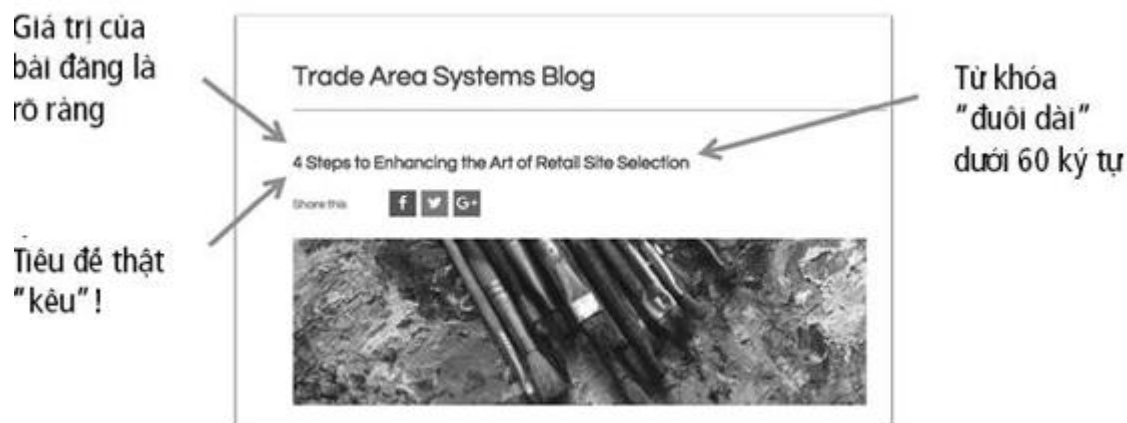 Giá trị của
bài đăng là
rõ ràng
Trade Area Systems Blog
Từ khóa
"đuôi dài"
dưới 60 ký tự
4 Steps to Enhancing the Art of Retail Site Selection
Share this
f G+
Tiêu đề thật
"kêu"!